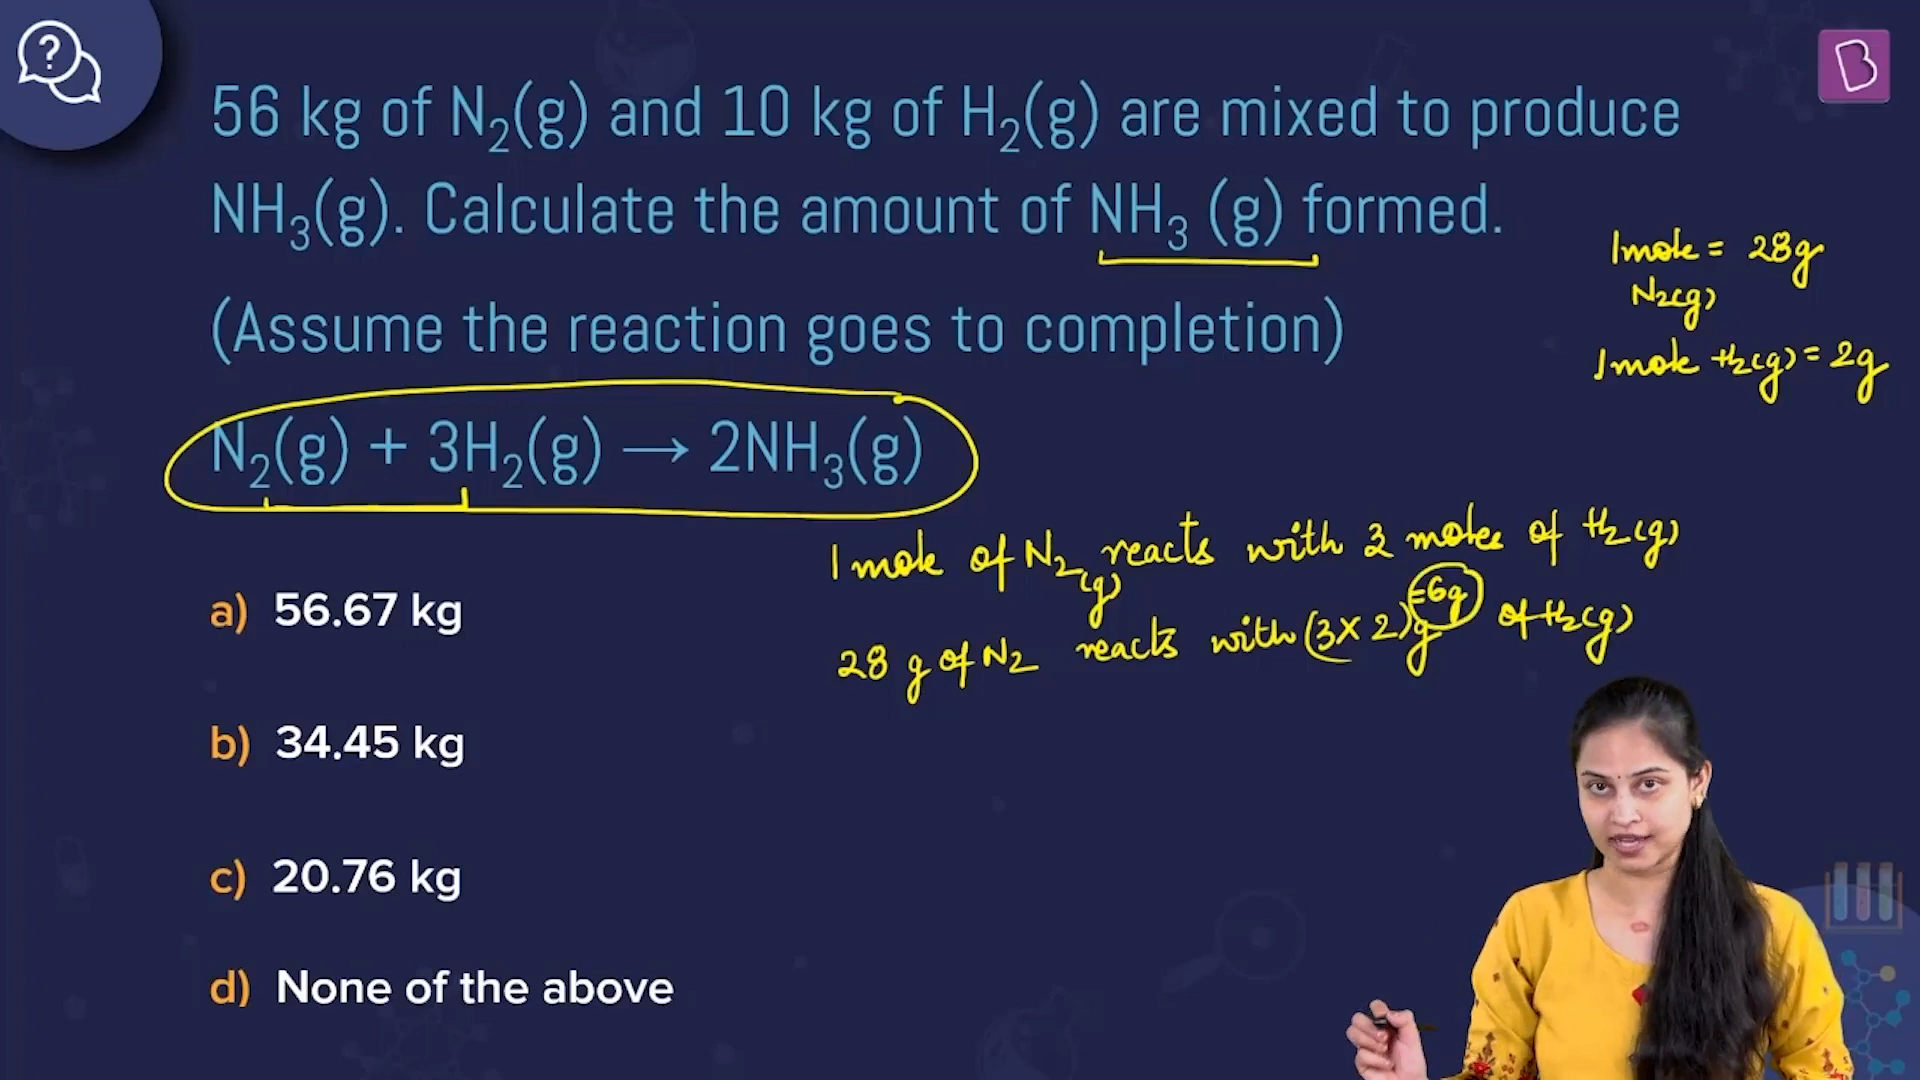 56 kg of N₂(g) and 10 kg of H₂(g) are mixed to produce
NH₃(g). Calculate the amount of NH₃ (g) formed.
(Assume the reaction goes to completion)
N₂(g) + 3H₂(g) → 2NH₃(g)
1mole = 28g
N₂(g)
1mole H₂(g) = 2g
1 mole of N₂(g) reacts with 3 moles of H₂(g)
28 g of N₂ reacts with (3 X 2)g =6g of H₂(g)
a) 56.67 kg
b) 34.45 kg
c) 20.76 kg
d) None of the above
?
B